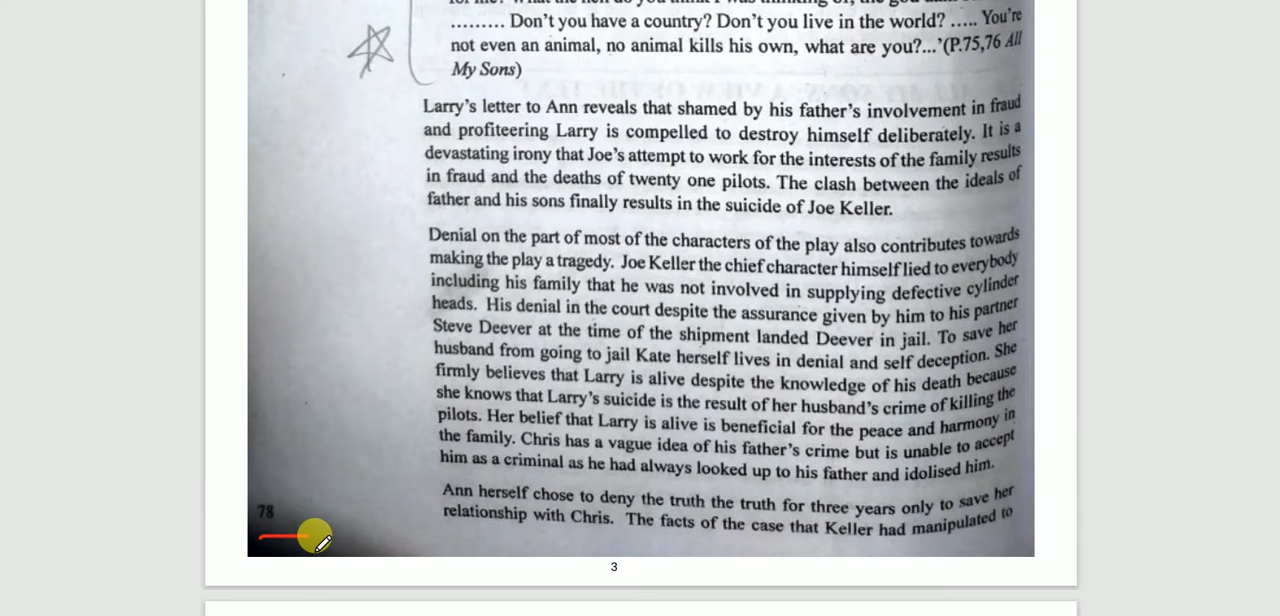 ......... Don't you have a country? Don't you live in the world? ..... You're
not even an animal, no animal kills his own, what are you?...'(P.75,76 All
My Sons)
Larry's letter to Ann reveals that shamed by his father's involvement in fraud
and profiteering Larry is compelled to destroy himself deliberately. It is a
devastating irony that Joe's attempt to work for the interests of the family results
in fraud and the deaths of twenty one pilots. The clash between the ideals of
father and his sons finally results in the suicide of Joe Keller.
Denial on the part of most of the characters of the play also contributes towards
making the play a tragedy. Joe Keller the chief character himself lied to everybody
including his family that he was not involved in supplying defective cylinder
heads. His denial in the court despite the assurance given by him to his partner
Steve Deever at the time of the shipment landed Deever in jail. To save her
husband from going to jail Kate herself lives in denial and self deception. She
firmly believes that Larry is alive despite the knowledge of his death because
she knows that Larry's suicide is the result of her husband's crime of killing the
pilots. Her belief that Larry is alive is beneficial for the peace and harmony in
the family. Chris has a vague idea of his father's crime but is unable to accept
him as a criminal as he had always looked up to his father and idolised him.
Ann herself chose to deny the truth the truth for three years only to save her
relationship with Chris. The facts of the case that Keller had manipulated to
78
3